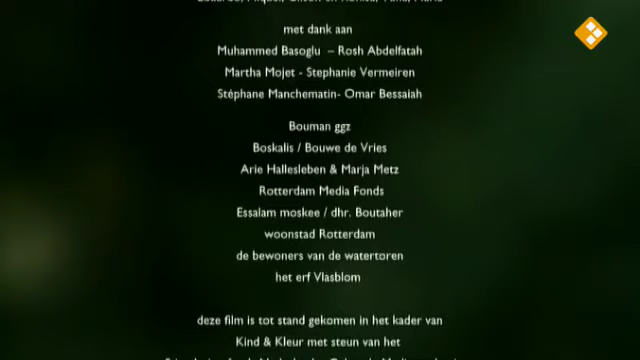 met dank aan
Muhammed Basoglu – Rosh Abdelfatah
Martha Mojet - Stephanie Vermeiren
Stéphane Manchematin- Omar Bessaiah
Bouman ggz
Boskalis / Bouwe de Vries
Arie Hallesleben & Marja Metz
Rotterdam Media Fonds
Essalam moskee / dhr. Boutaher
woonstad Rotterdam
de bewoners van de watertoren
het erf Vlasblom
deze film is tot stand gekomen in het kader van
Kind & Kleur met steun van het